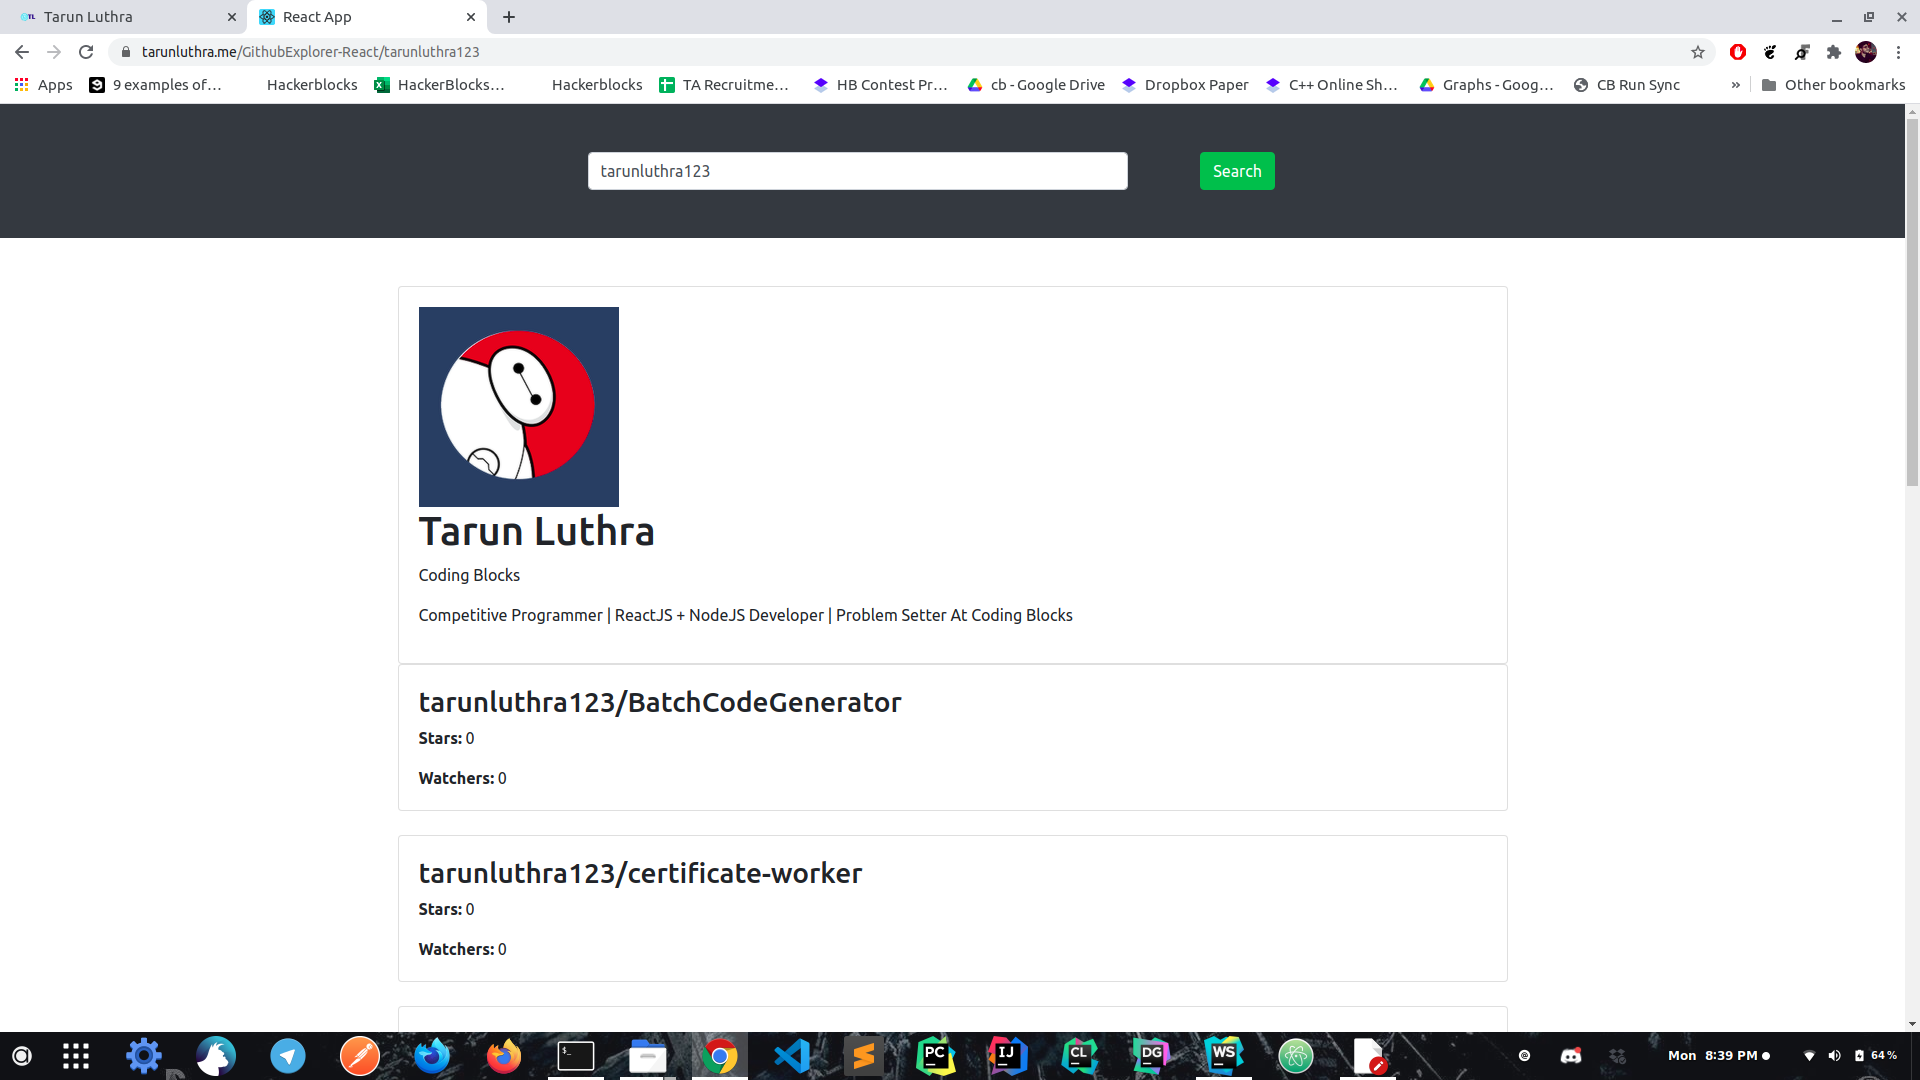 TL Tarun Luthra
React App
tarunluthra.me/GithubExplorer-React/tarunluthra123
Apps 9 examples of… Hackerblocks HackerBlocks… Hackerblocks TA Recruitme… HB Contest Pr… cb - Google Drive Dropbox Paper C++ Online Sh… Graphs - Goog… CB Run Sync » Other bookmarks
tarunluthra123 Search
Tarun Luthra
Coding Blocks
Competitive Programmer | ReactJS + NodeJS Developer | Problem Setter At Coding Blocks
tarunluthra123/BatchCodeGenerator
Stars: 0
Watchers: 0
tarunluthra123/certificate-worker
Stars: 0
Watchers: 0
$_ PC IJ CL DG WS Mon 8:39 PM 64 %